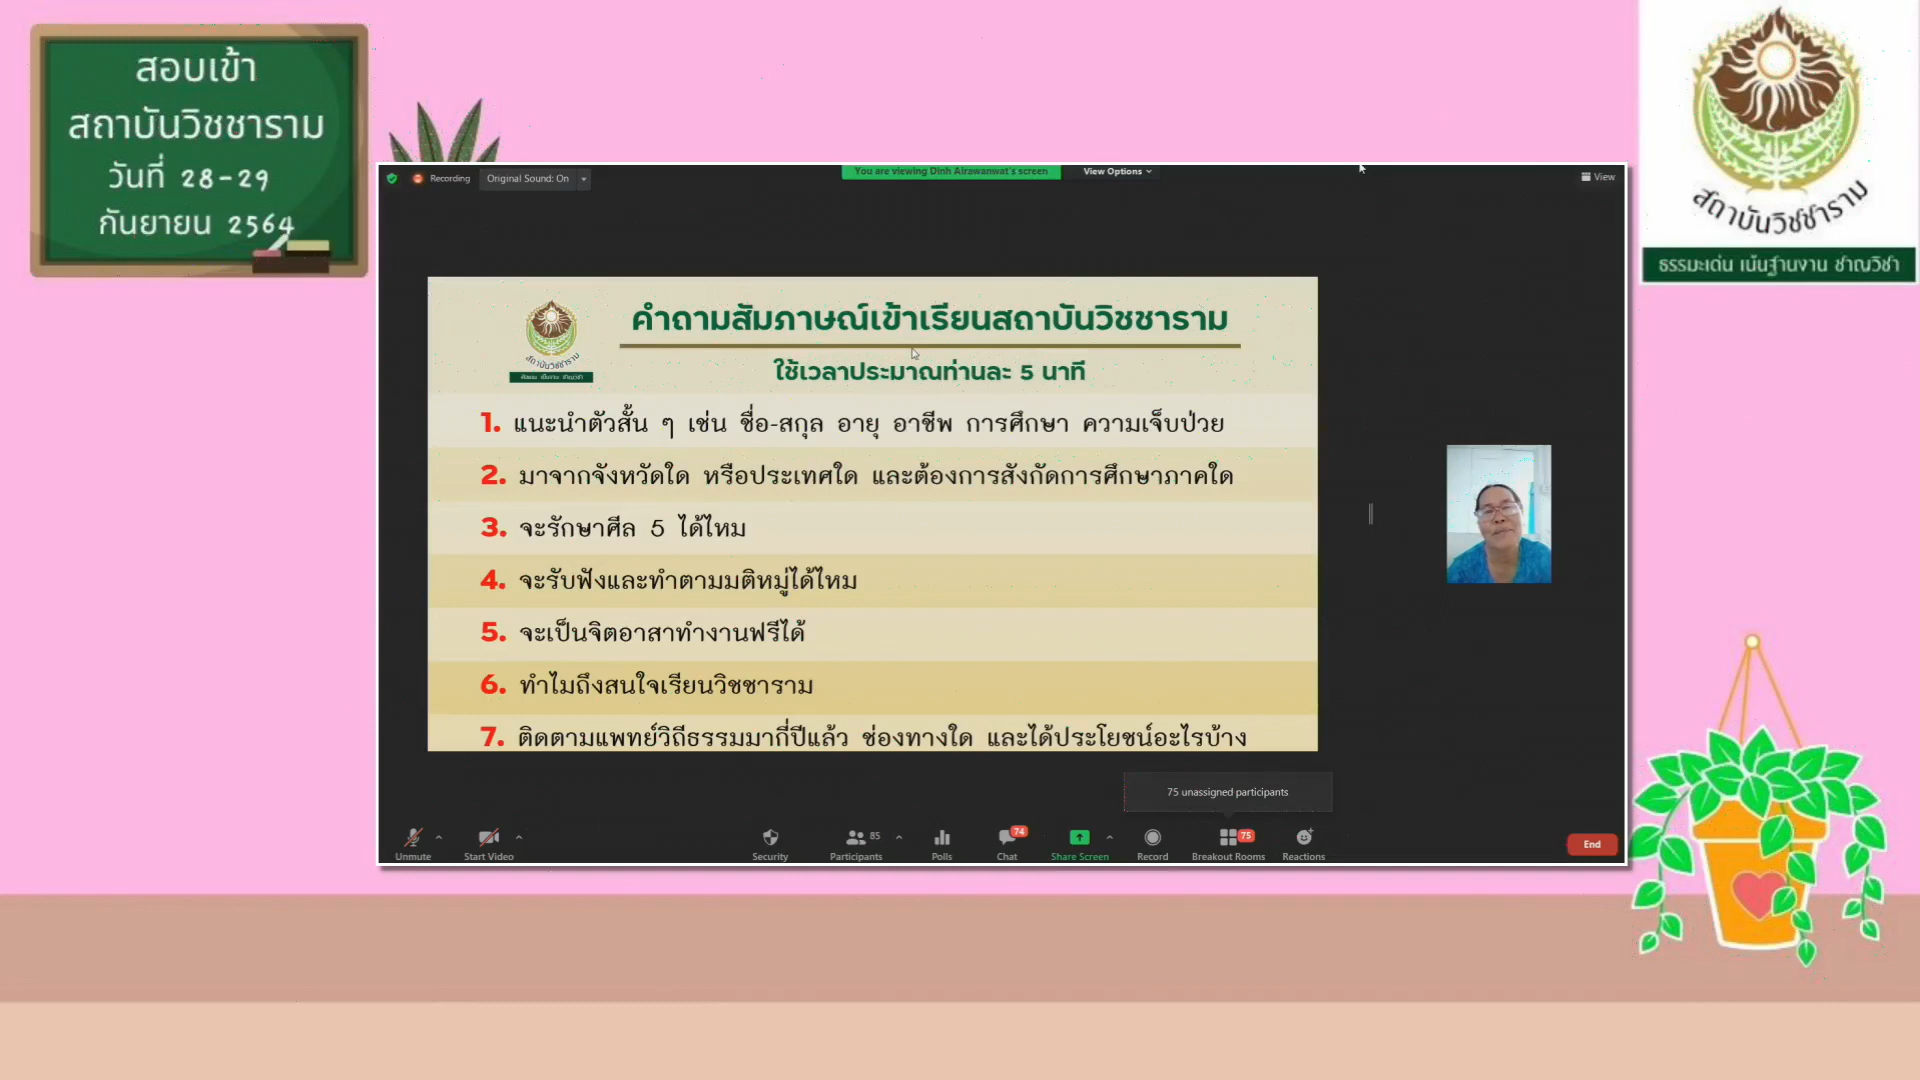 สอบเข้า
สถาบันวิชชาราม
วันที่ 28-29
กันยายน 2564
สถาบันวิชชาราม
ธรรมะเด่น เน้นฐานงาน ชำญวิชา
Recording
Original Sound: On
You are viewing Dinh Airawanwat's screen
View Options
View
คำถามสัมภาษณ์เข้าเรียนสถาบันวิชชาราม
สถาบันวิชชาราม
ใช้เวลาประมาณท่านละ 5 นาที
1. แนะนำตัวสั้น ๆ เช่น ชื่อ-สกุล อายุ อาชีพ การศึกษา ความเจ็บป่วย
2. มาจากจังหวัดใด หรือประเทศใด และต้องการสังกัดการศึกษาภาคใด
3. จะรักษาศีล 5 ได้ไหม
4. จะรับฟังและทำตามมติหมู่ได้ไหม
5. จะเป็นจิตอาสาทำงานฟรีได้
6. ทำไมถึงสนใจเรียนวิชชาราม
7. ติดตามแพทย์วิถีธรรมมากี่ปีแล้ว ช่องทางใด และได้ประโยชน์อะไรบ้าง
75 unassigned participants
85
74
75
Unmute
Start Video
Security
Participants
Polls
Chat
Share Screen
Record
Breakout Rooms
Reactions
End